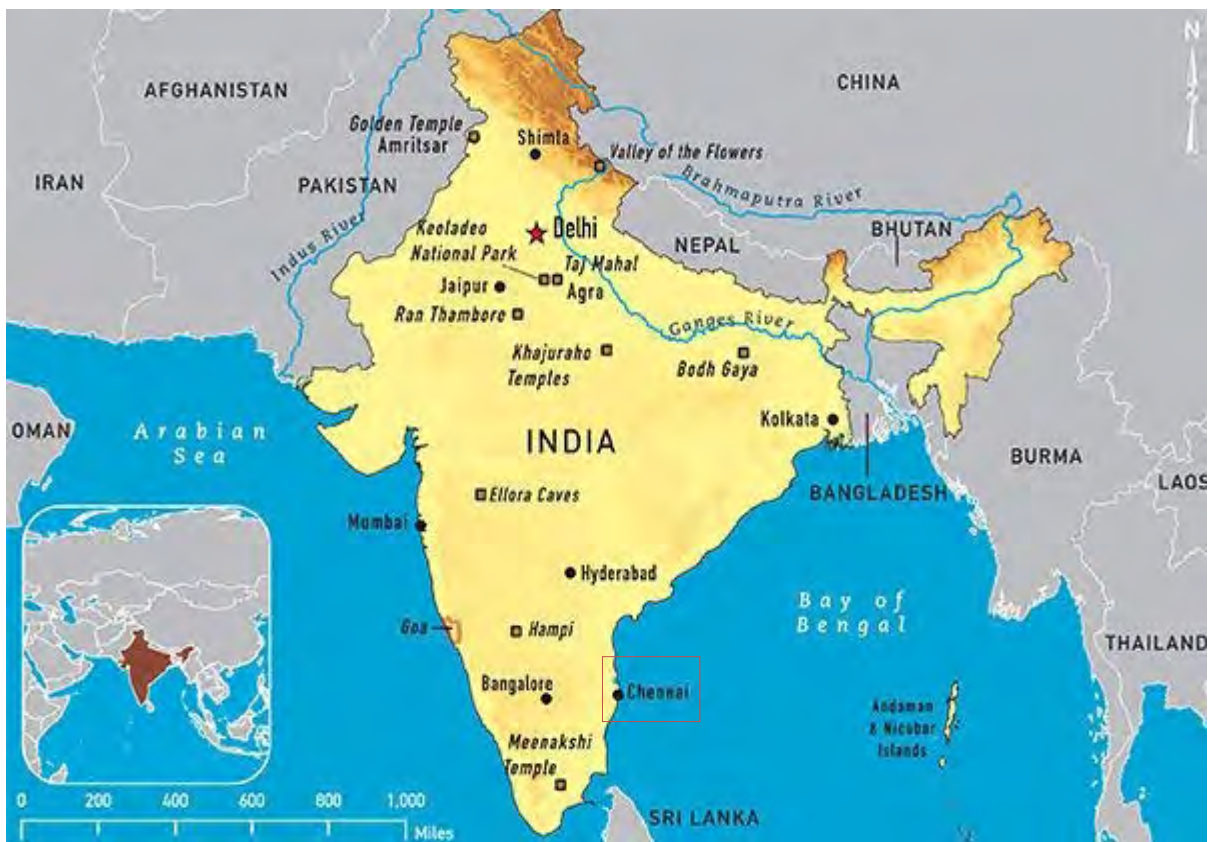 N
CHINA
AFGHANISTAN
Golden Temple
Amritsar
Shimla
Valley of the Flowers
IRAN
PAKISTAN
Brahmaputra River
BHUTAN
Indus River
Keoladeo
National Park
Delhi
NEPAL
Taj Mahal
Agra
Jaipur
Ran Thambore
Ganges River
Khajuraho
Temples
Bodh Gaya
Kolkata
OMAN
Arabian
Sea
INDIA
BURMA
LAOS
BANGLADESH
Ellora Caves
Mumbai
Hyderabad
Bay of
Bengal
Goa
Hampi
THAILAND
Bangalore
Chennai
Andaman
& Nicobar
Islands
Meenakshi
Temple
SRI LANKA
0 200 400 600 800 1,000
Miles